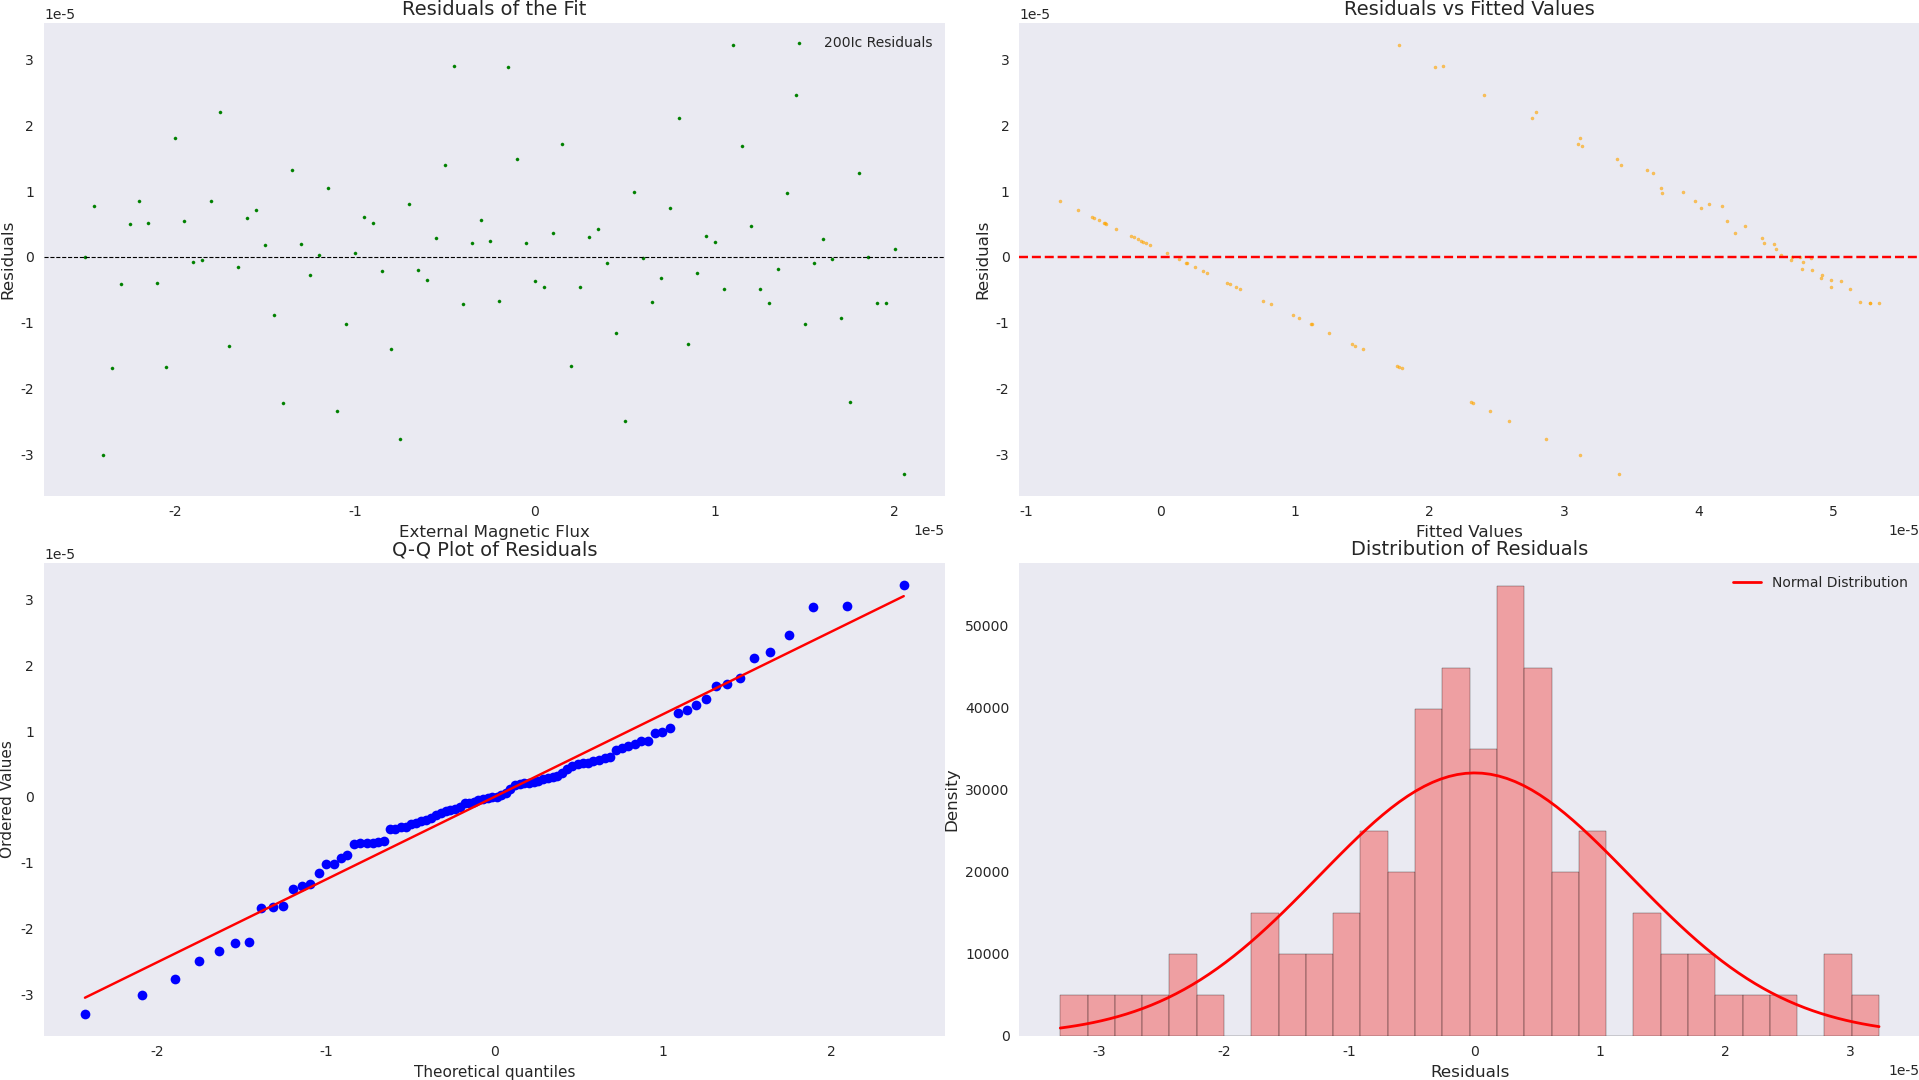 Residuals of the Fit
1e-5
200Ic Residuals
Residuals
3
2
1
0
-1
-2
-3
-2
-1
0
1
2
1e-5
External Magnetic Flux
Residuals vs Fitted Values
1e-5
Residuals
3
2
1
0
-1
-2
-3
-1
0
1
2
3
4
5
1e-5
Fitted Values
Q-Q Plot of Residuals
1e-5
Ordered Values
3
2
1
0
-1
-2
-3
-2
-1
0
1
2
Theoretical quantiles
Distribution of Residuals
Normal Distribution
Density
50000
40000
30000
20000
10000
0
-3
-2
-1
0
1
2
3
1e-5
Residuals